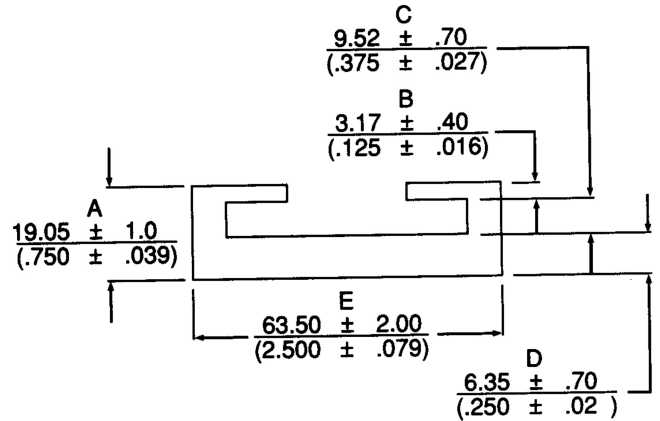 C
9.52 ± .70
(.375 ± .027)
B
3.17 ± .40
(.125 ± .016)
A
19.05 ± 1.0
(.750 ± .039)
E
63.50 ± 2.00
(2.500 ± .079)
D
6.35 ± .70
(.250 ± .02 )